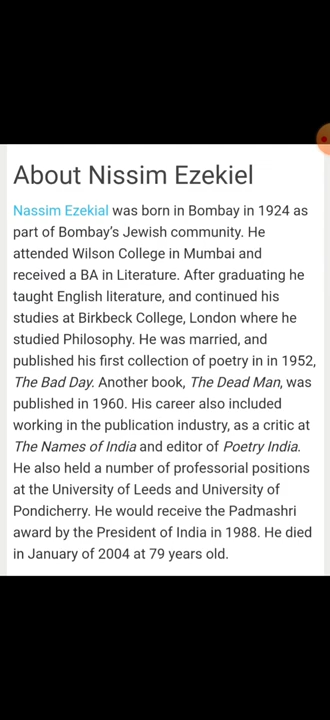 About Nissim Ezekiel
Nassim Ezekial was born in Bombay in 1924 as
part of Bombay's Jewish community. He
attended Wilson College in Mumbai and
received a BA in Literature. After graduating he
taught English literature, and continued his
studies at Birkbeck College, London where he
studied Philosophy. He was married, and
published his first collection of poetry in in 1952,
The Bad Day. Another book, The Dead Man, was
published in 1960. His career also included
working in the publication industry, as a critic at
The Names of India and editor of Poetry India.
He also held a number of professorial positions
at the University of Leeds and University of
Pondicherry. He would receive the Padmashri
award by the President of India in 1988. He died
in January of 2004 at 79 years old.